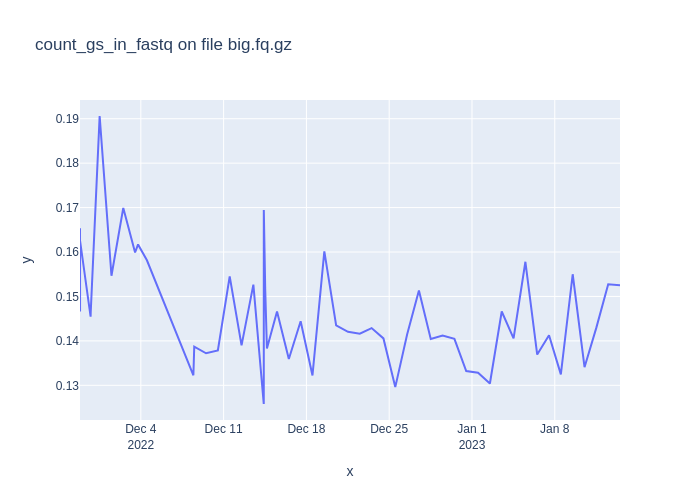 count_gs_in_fastq on file big.fq.gz
0.19
0.18
0.17
0.16
0.15
0.14
0.13
y
Dec 4
2022
Dec 11
Dec 18
Dec 25
Jan 1
2023
Jan 8
x